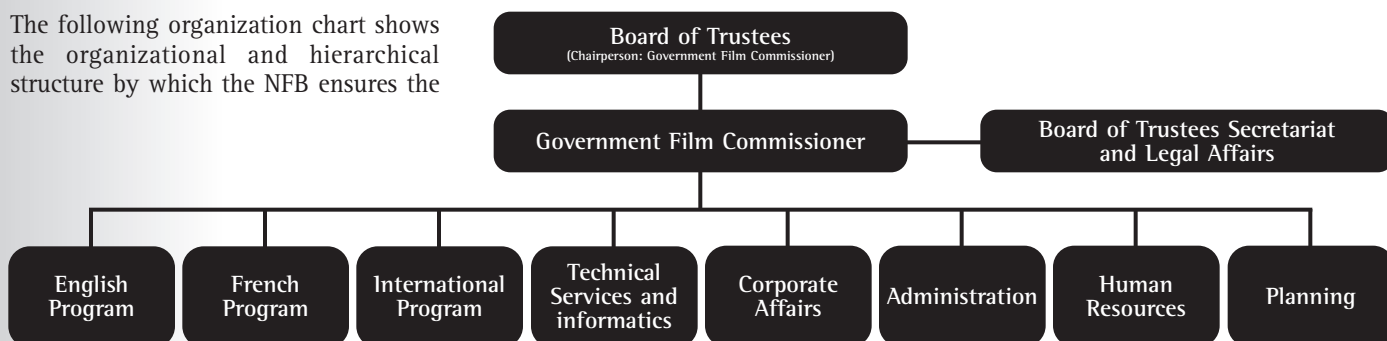 The following organization chart shows
the organizational and hierarchical
structure by which the NFB ensures the
Board of Trustees
(Chairperson: Government Film Commissioner)
Government Film Commissioner
Board of Trustees Secretariat
and Legal Affairs
English
Program
French
Program
International
Program
Technical
Services and
informatics
Corporate
Affairs
Administration
Human
Resources
Planning